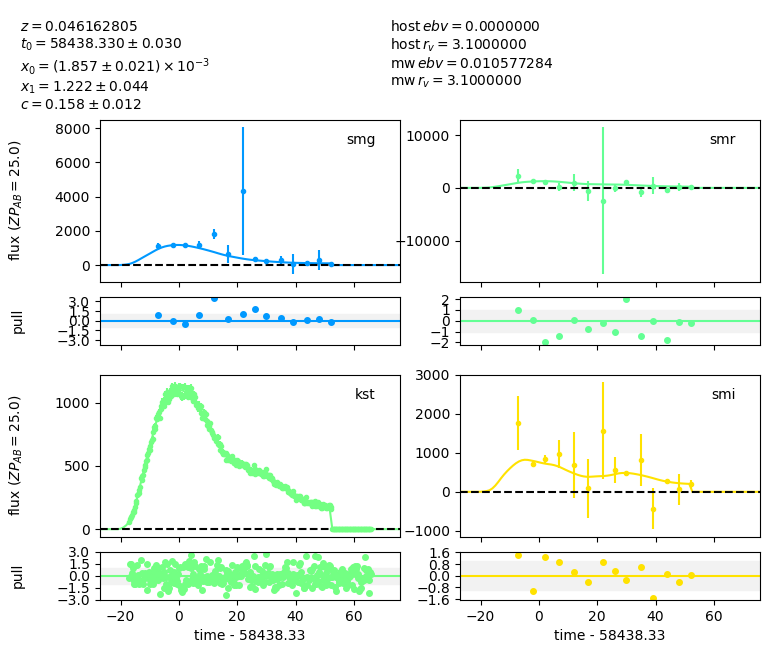 z = 0.046162805
t₀ = 58438.330 ± 0.030
x₀ = (1.857 ± 0.021) × 10⁻³
x₁ = 1.222 ± 0.044
c = 0.158 ± 0.012
host ebv = 0.0000000
host r_v = 3.1000000
mw ebv = 0.010577284
mw r_v = 3.1000000
flux (ZP_AB = 25.0)
8000
6000
4000
2000
0
smg
10000
0
−10000
smr
pull
3.0
1.5
0.0
−1.5
−3.0
2
1
0
−1
−2
flux (ZP_AB = 25.0)
1000
500
0
kst
3000
2000
1000
0
−1000
smi
pull
3.0
1.5
0.0
−1.5
−3.0
1.6
0.8
0.0
−0.8
−1.6
−20 0 20 40 60
−20 0 20 40 60
time - 58438.33
time - 58438.33